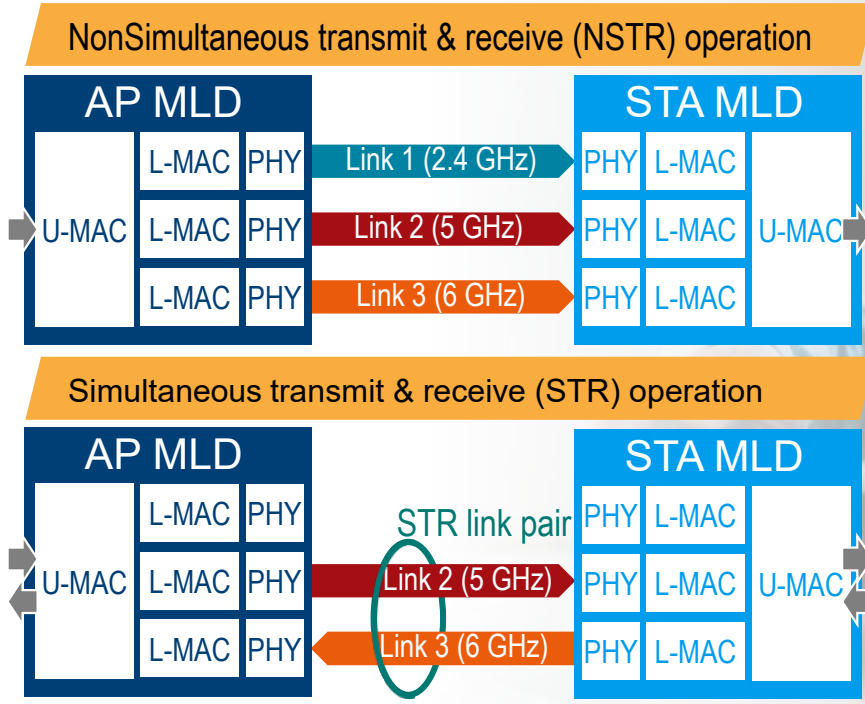 NonSimultaneous transmit & receive (NSTR) operation
AP MLD
STA MLD
L-MAC PHY Link 1 (2.4 GHz) PHY L-MAC
U-MAC L-MAC PHY Link 2 (5 GHz) PHY L-MAC U-MAC
L-MAC PHY Link 3 (6 GHz) PHY L-MAC
Simultaneous transmit & receive (STR) operation
AP MLD
STA MLD
L-MAC PHY STR link pair PHY L-MAC
U-MAC L-MAC PHY Link 2 (5 GHz) PHY L-MAC U-MAC
L-MAC PHY Link 3 (6 GHz) PHY L-MAC